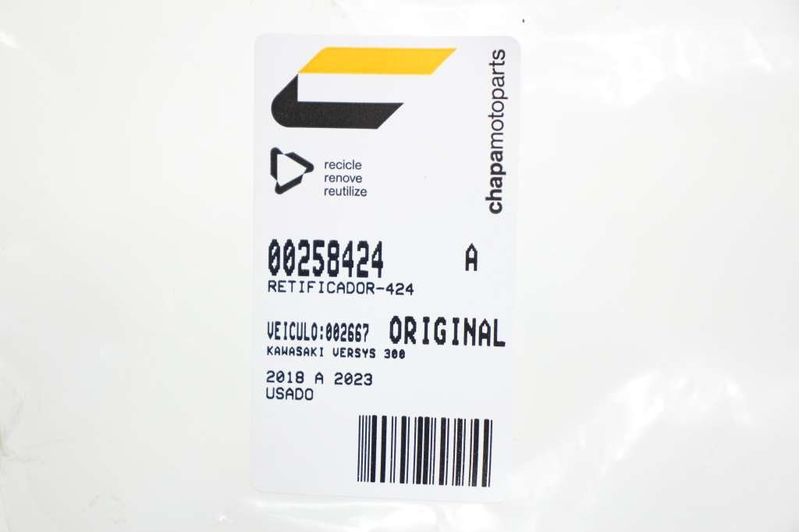 chapamotoparts
recicle
renove
reutilize
00258424 A
RETIFICADOR-424
VEICULO:002667 ORIGINAL
KAWASAKI VERSYS 300
2018 A 2023
USADO